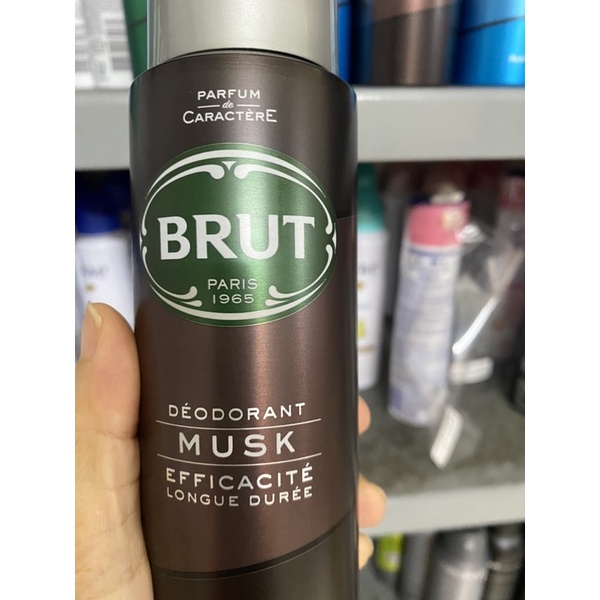 PARFUM
de
CARACTÈRE
BRUT
PARIS
1965
DÉODORANT
MUSK
EFFICACITÉ
LONGUE DURÉE